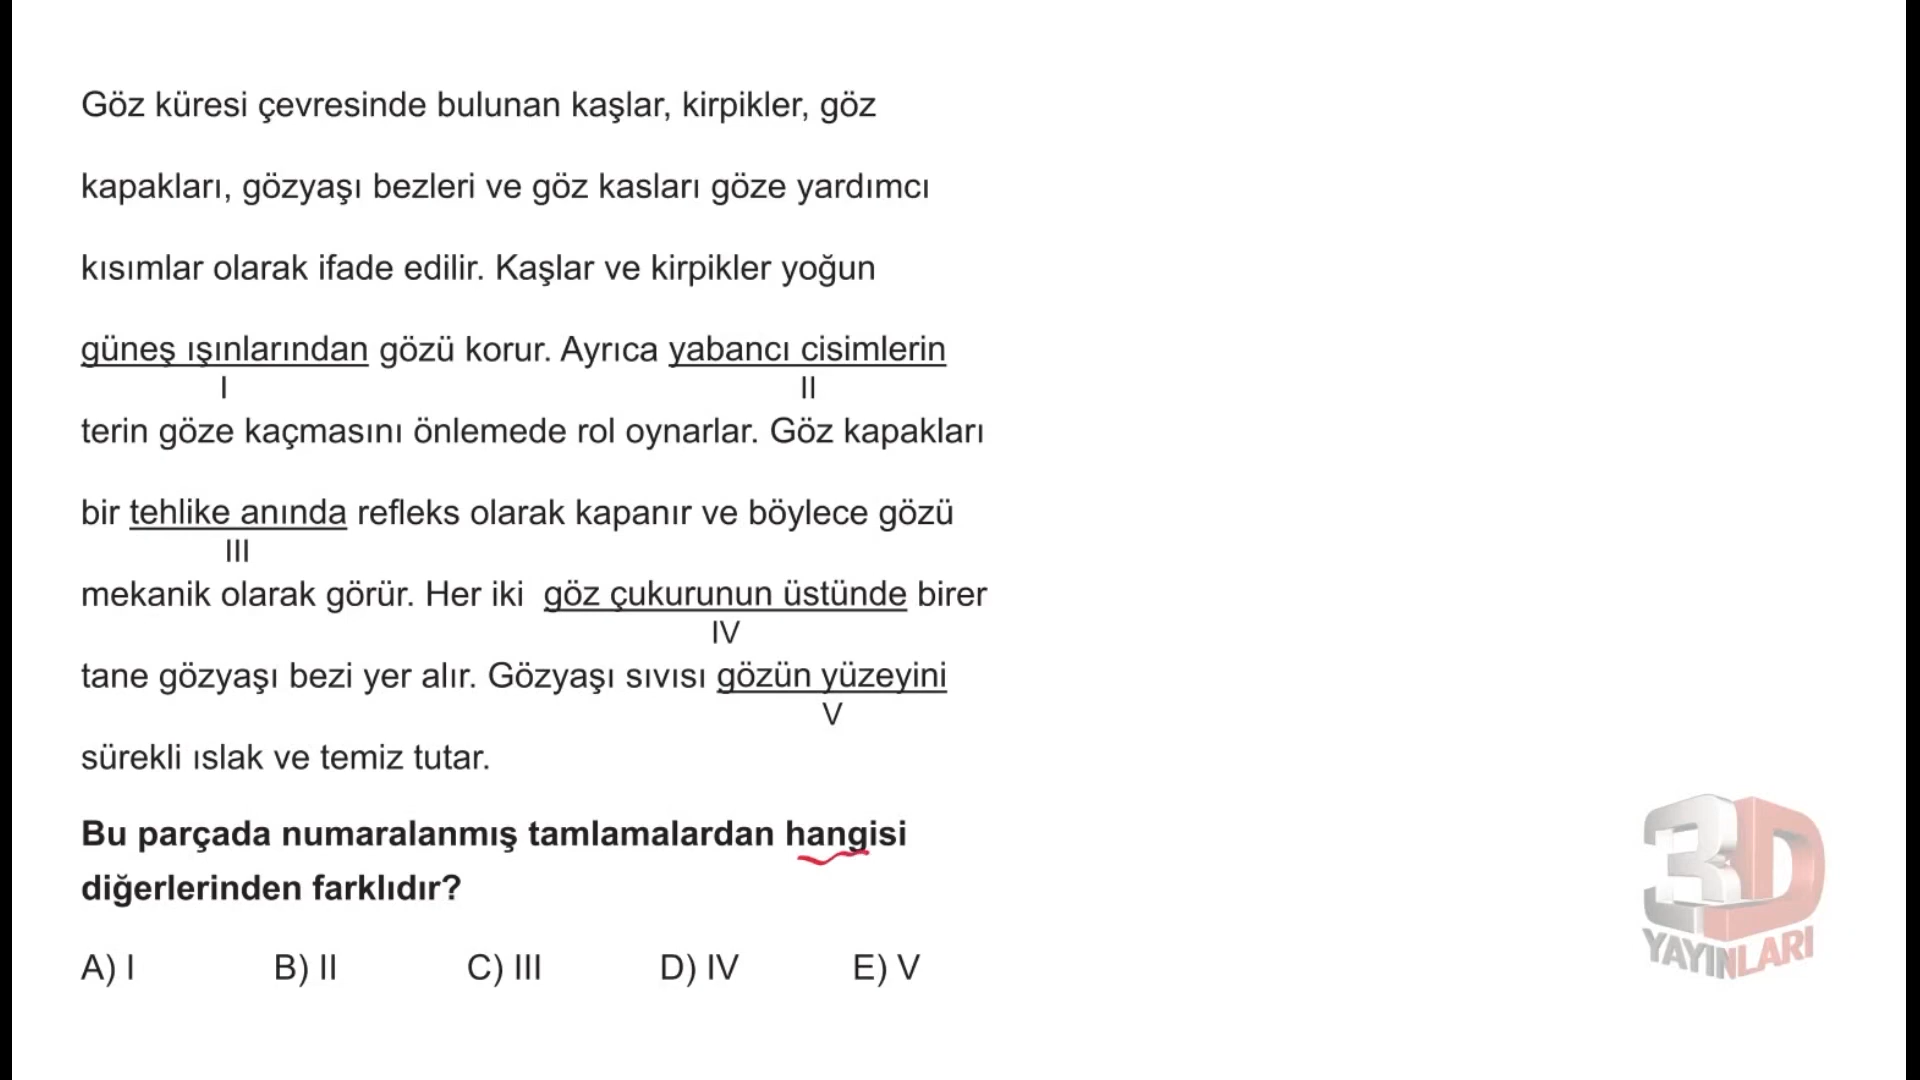 Göz küresi çevresinde bulunan kaşlar, kirpikler, göz
kapakları, gözyaşı bezleri ve göz kasları göze yardımcı
kısımlar olarak ifade edilir. Kaşlar ve kirpikler yoğun
güneş ışınlarından gözü korur. Ayrıca yabancı cisimlerin
I II
terin göze kaçmasını önlemede rol oynarlar. Göz kapakları
bir tehlike anında refleks olarak kapanır ve böylece gözü
III
mekanik olarak görür. Her iki göz çukurunun üstünde birer
IV
tane gözyaşı bezi yer alır. Gözyaşı sıvısı gözün yüzeyini
V
sürekli ıslak ve temiz tutar.
Bu parçada numaralanmış tamlamalardan hangisi
diğerlerinden farklıdır?
A) I B) II C) III D) IV E) V
3D
YAYINLARI